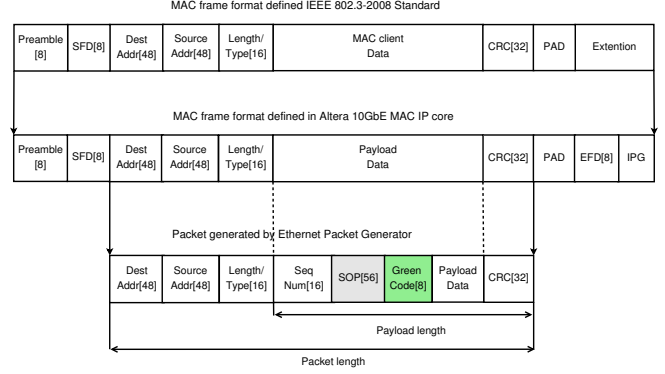 MAC frame format defined IEEE 802.3-2008 Standard
Preamble
[8]
SFD[8]
Dest
Addr[48]
Source
Addr[48]
Length/
Type[16]
MAC client
Data
CRC[32]
PAD
Extention
MAC frame format defined in Altera 10GbE MAC IP core
Preamble
[8]
SFD[8]
Dest
Addr[48]
Source
Addr[48]
Length/
Type[16]
Payload
Data
CRC[32]
PAD
EFD[8]
IPG
Packet generated by Ethernet Packet Generator
Dest
Addr[48]
Source
Addr[48]
Length/
Type[16]
Seq
Num[16]
SOP[56]
Green
Code[8]
Payload
Data
CRC[32]
Payload length
Packet length